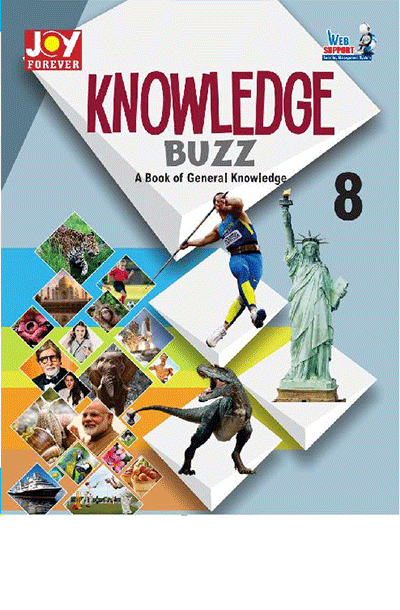 JOY
FOREVER
WEB
SUPPORT
KNOWLEDGE
BUZZ
A Book of General Knowledge
8